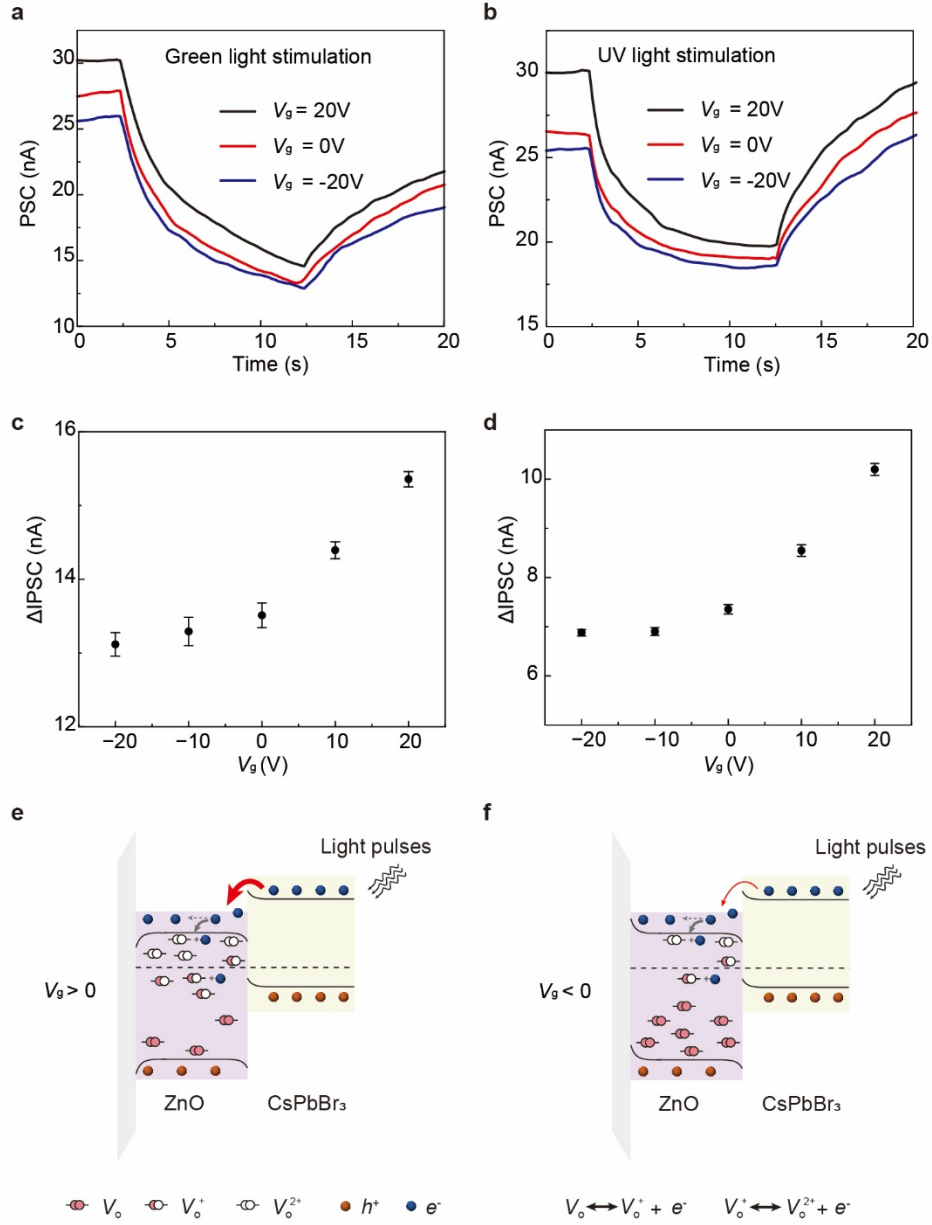 a
Green light stimulation
Vg = 20V
Vg = 0V
Vg = -20V
PSC (nA)
30
25
20
15
10
0 5 10 15 20
Time (s)
b
UV light stimulation
Vg = 20V
Vg = 0V
Vg = -20V
PSC (nA)
30
25
20
15
0 5 10 15 20
Time (s)
c
ΔIPSC (nA)
16
14
12
−20 −10 0 10 20
Vg (V)
d
ΔIPSC (nA)
10
8
6
−20 −10 0 10 20
Vg (V)
e
Light pulses
+
+
Vg > 0
ZnO CsPbBr₃
f
Light pulses
+
+
Vg < 0
ZnO CsPbBr₃
Vo Vo⁺ Vo²⁺ h⁺ e⁻
Vo ↔ Vo⁺ + e⁻ Vo⁺ ↔ Vo²⁺ + e⁻